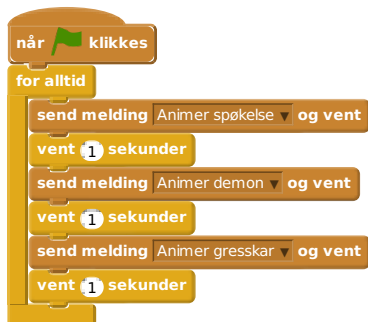 når klikkes
for alltid
send melding Animer spøkelse og vent
vent 1 sekunder
send melding Animer demon og vent
vent 1 sekunder
send melding Animer gresskar og vent
vent 1 sekunder